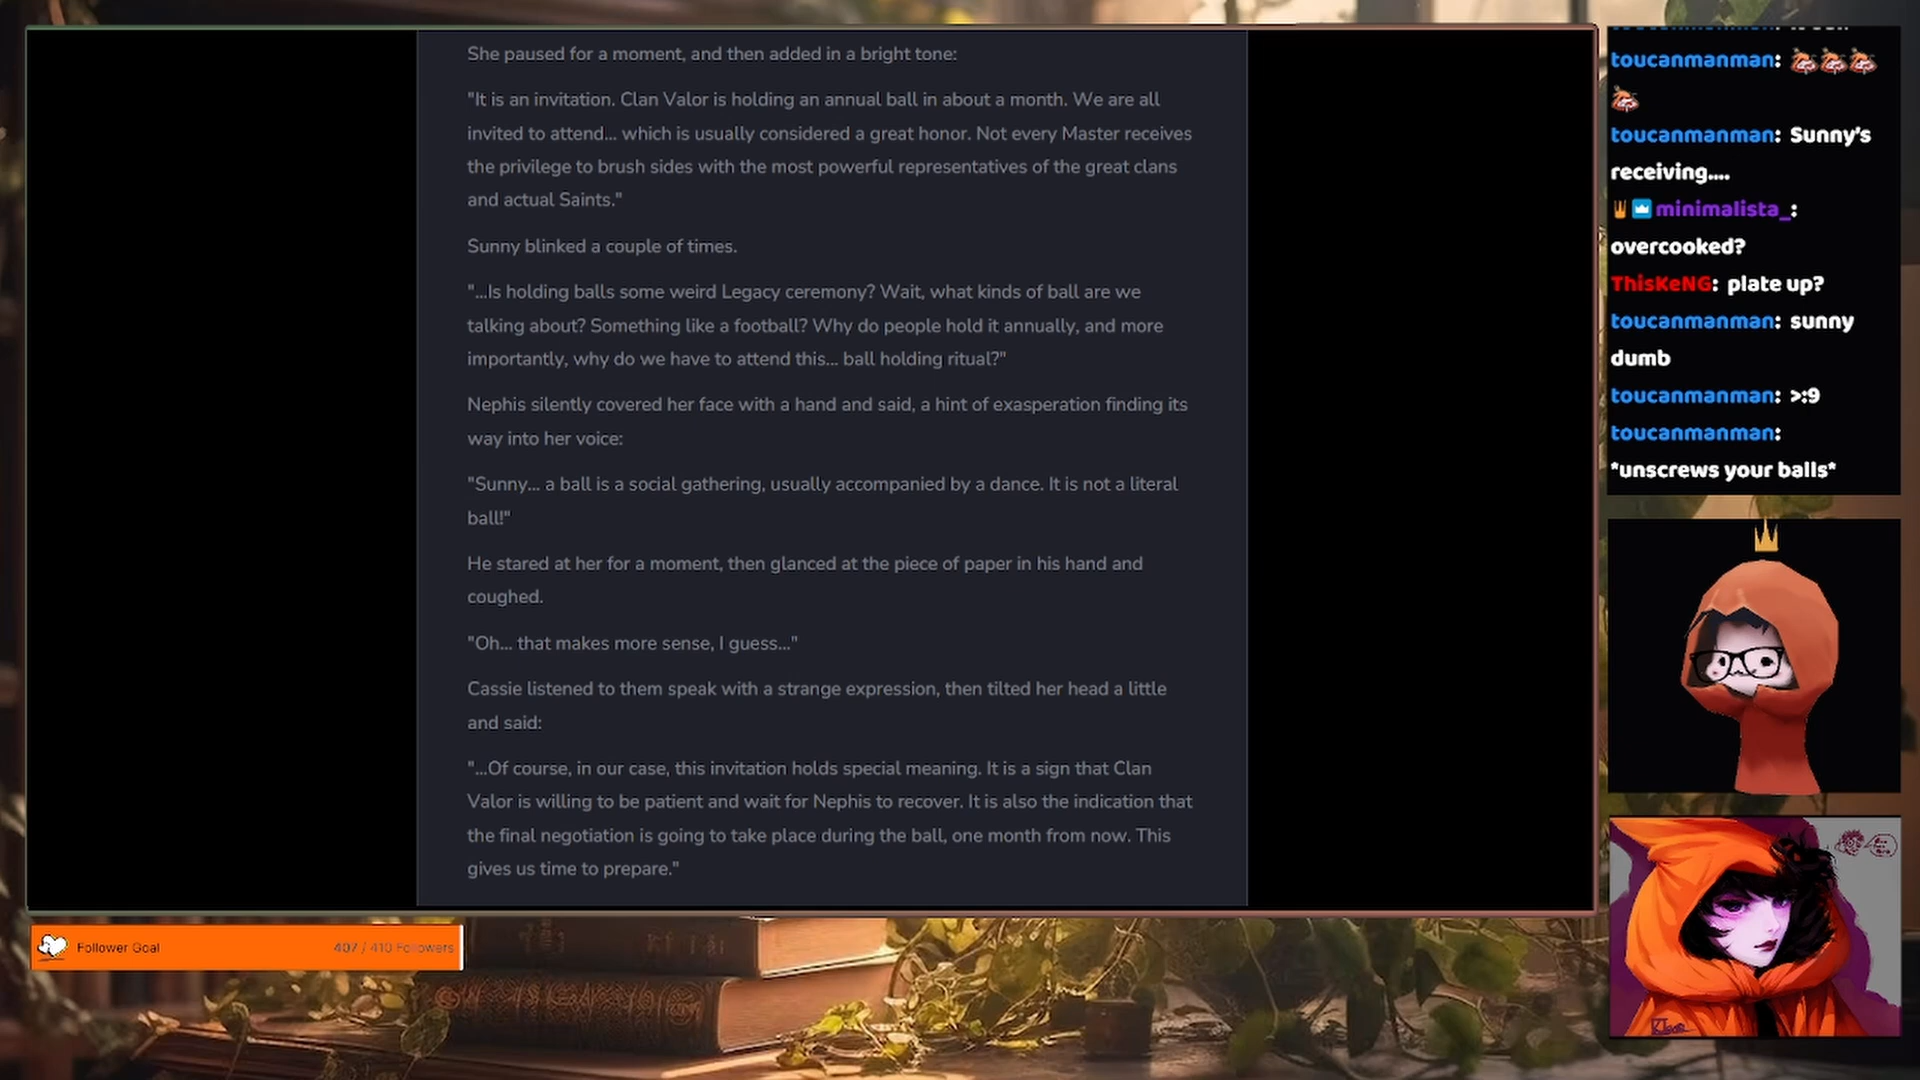 She paused for a moment, and then added in a bright tone:
"It is an invitation. Clan Valor is holding an annual ball in about a month. We are all
invited to attend... which is usually considered a great honor. Not every Master receives
the privilege to brush sides with the most powerful representatives of the great clans
and actual Saints."
Sunny blinked a couple of times.
"...Is holding balls some weird Legacy ceremony? Wait, what kinds of ball are we
talking about? Something like a football? Why do people hold it annually, and more
importantly, why do we have to attend this... ball holding ritual?"
Nephis silently covered her face with a hand and said, a hint of exasperation finding its
way into her voice:
"Sunny... a ball is a social gathering, usually accompanied by a dance. It is not a literal
ball!"
He stared at her for a moment, then glanced at the piece of paper in his hand and
coughed.
"Oh... that makes more sense, I guess..."
Cassie listened to them speak with a strange expression, then tilted her head a little
and said:
"...Of course, in our case, this invitation holds special meaning. It is a sign that Clan
Valor is willing to be patient and wait for Nephis to recover. It is also the indication that
the final negotiation is going to take place during the ball, one month from now. This
gives us time to prepare."
Follower Goal 407 / 410 Followers
toucanmanman:
toucanmanman: Sunny's
receiving....
minimalista_:
overcooked?
ThisKeNG: plate up?
toucanmanman: sunny
dumb
toucanmanman: >:9
toucanmanman:
*unscrews your balls*